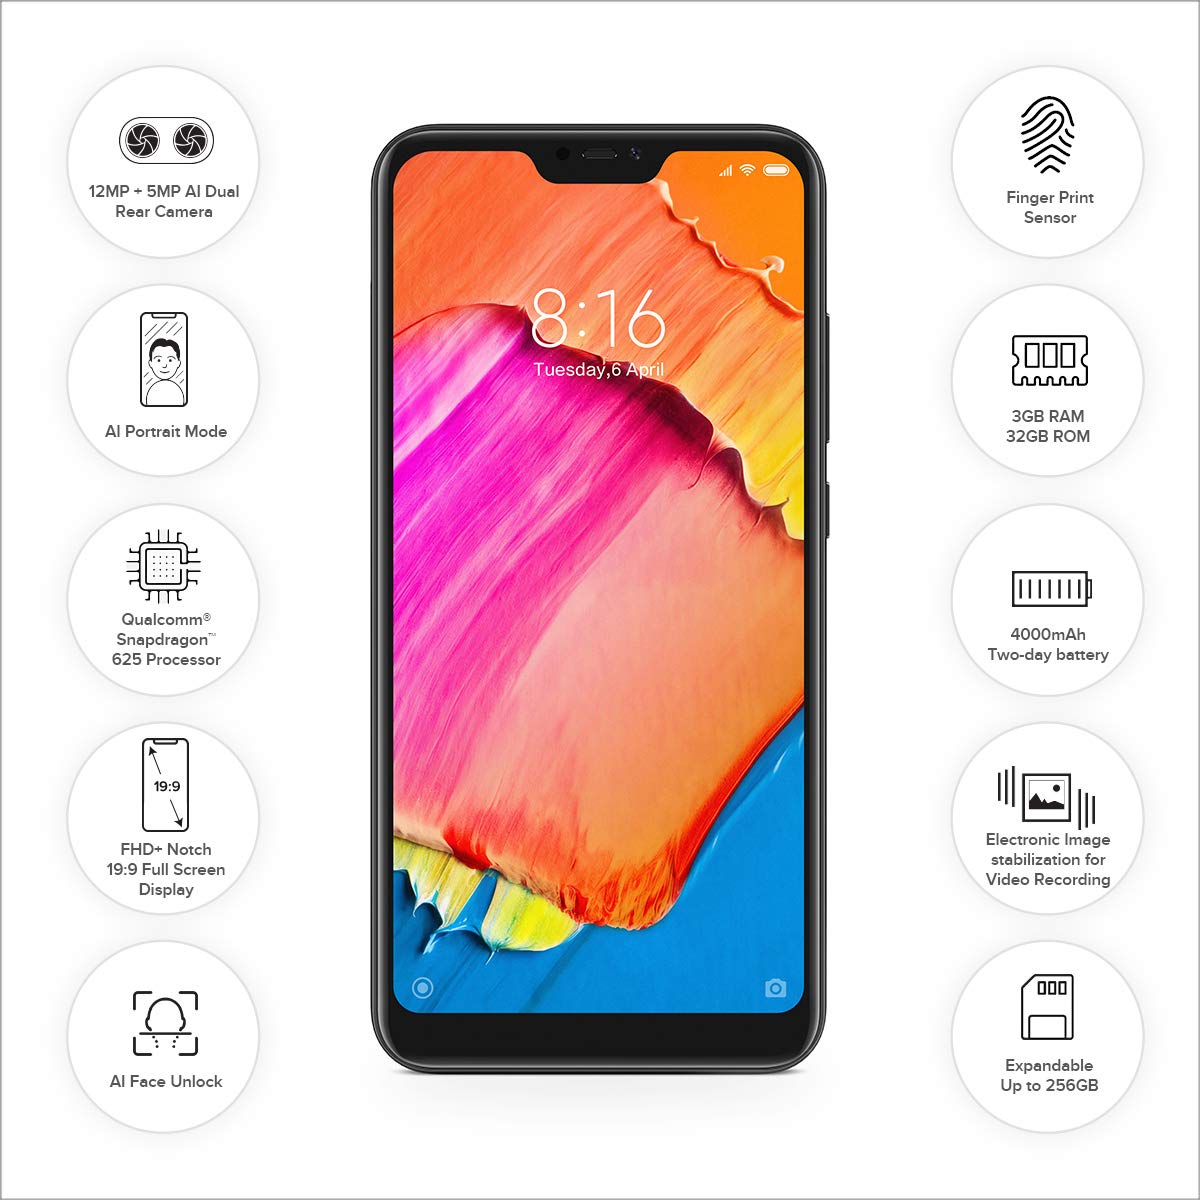 12MP + 5MP AI Dual
Rear Camera
AI Portrait Mode
Qualcomm®
Snapdragon™
625 Processor
19:9
FHD+ Notch
19:9 Full Screen
Display
AI Face Unlock
8:16
Tuesday,6 April
Finger Print
Sensor
3GB RAM
32GB ROM
4000mAh
Two-day battery
Electronic Image
stabilization for
Video Recording
Expandable
Up to 256GB